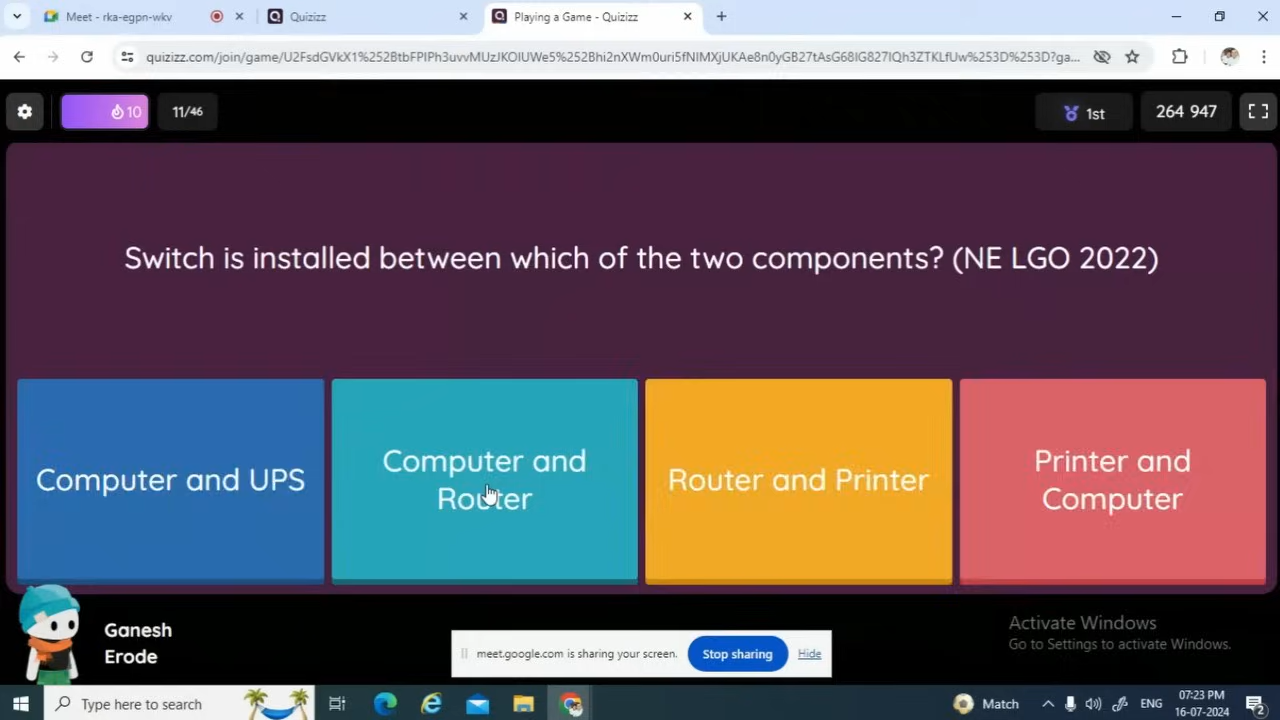 Meet - rka-egpn-wkv
Quizizz
Playing a Game - Quizizz
quizizz.com/join/game/U2FsdGVkX1%252BtbFPIPh3uvvMUzJKOIUWe5%252Bhi2nXWm0uri5fNIMXjUKAe8n0yGB27tAsG68IG827IQh3ZTKLfUw%253D%253D?ga...
10
11/46
1st
264 947
Switch is installed between which of the two components? (NE LGO 2022)
Computer and UPS
Computer and
Router
Router and Printer
Printer and
Computer
Ganesh
Erode
meet.google.com is sharing your screen.
Stop sharing
Hide
Activate Windows
Go to Settings to activate Windows.
Type here to search
Match
ENG
07:23 PM
16-07-2024
2